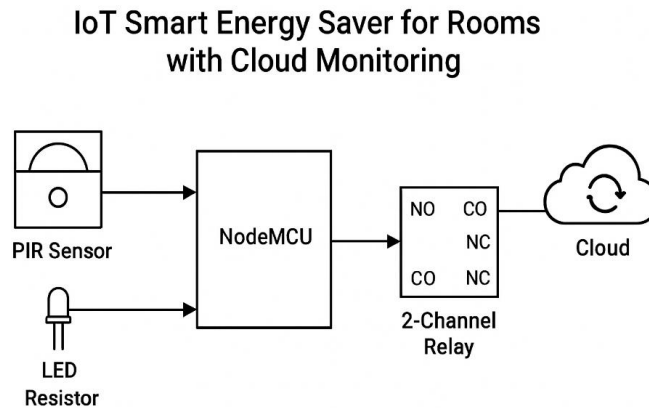 IoT Smart Energy Saver for Rooms
with Cloud Monitoring
PIR Sensor
LED
Resistor
NodeMCU
NO CO
NC
CO NC
2-Channel
Relay
Cloud